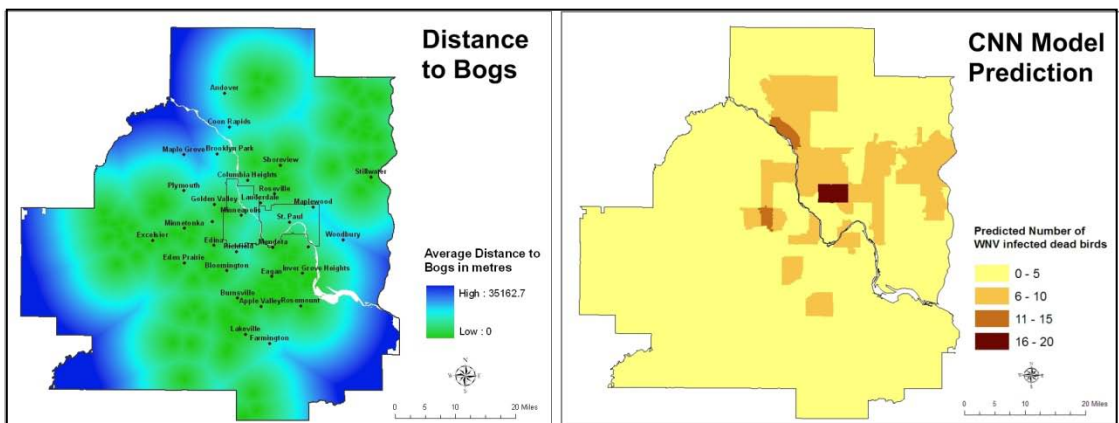 Distance
to Bogs
Andover
Coon Rapids
Maple Grove
Brooklyn Park
Shoreview
Columbia Heights
Stillwater
Plymouth
Roseville
Golden Valley
Lauderdale
Minneapolis
Maplewood
St. Paul
Minnetonka
Excelsior
Edina
Richfield
Mendota
Woodbury
Eden Prairie
Bloomington
Eagan
Inver Grove Heights
Burnsville
Apple Valley
Rosemount
Lakeville
Farmington
Average Distance to
Bogs in metres
High : 35162.7
Low : 0
N
W
E
S
0 5 10 20 Miles
CNN Model
Prediction
Predicted Number of
WNV infected dead birds
0 - 5
6 - 10
11 - 15
16 - 20
N
W
E
S
0 5 10 20 Miles